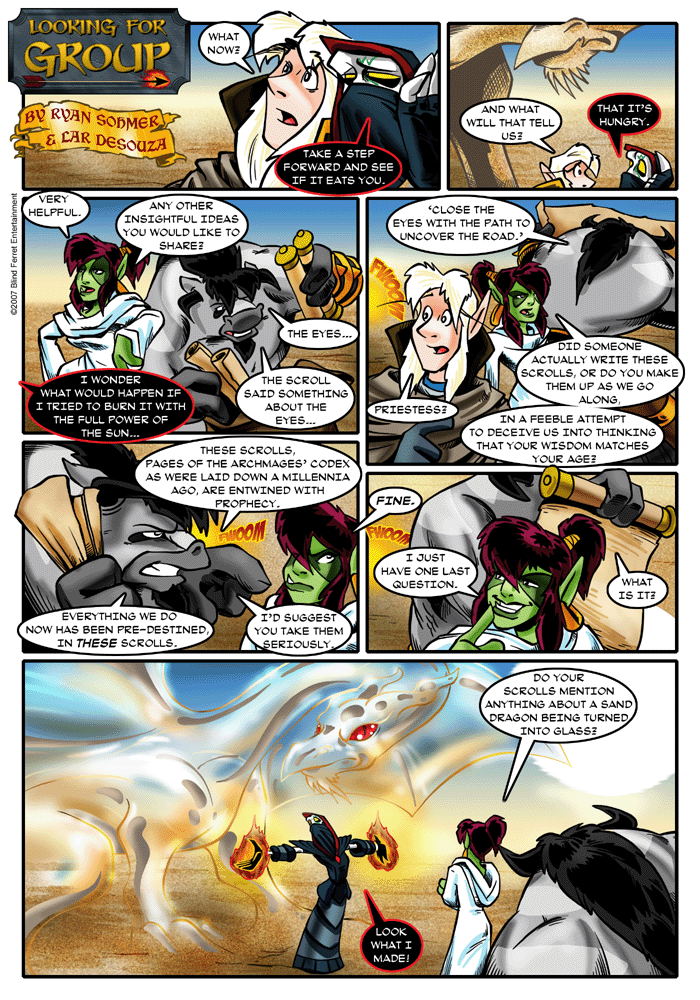 LOOKING FOR
GROUP
BY RYAN SOHMER
& LAR DESOUZA
WHAT
NOW?
TAKE A STEP
FORWARD AND SEE
IF IT EATS YOU.
AND WHAT
WILL THAT TELL
US?
THAT IT'S
HUNGRY.
©2007 Blind Ferret Entertainment
VERY
HELPFUL.
ANY OTHER
INSIGHTFUL IDEAS
YOU WOULD LIKE TO
SHARE?
THE EYES...
THE SCROLL
SAID SOMETHING
ABOUT THE
EYES...
I WONDER
WHAT WOULD HAPPEN IF
I TRIED TO BURN IT WITH
THE FULL POWER OF
THE SUN...
'CLOSE THE
EYES WITH THE PATH TO
UNCOVER THE ROAD.'
FWOOM
PRIESTESS?
DID SOMEONE
ACTUALLY WRITE THESE
SCROLLS, OR DO YOU MAKE
THEM UP AS WE GO
ALONG,
IN A FEEBLE ATTEMPT
TO DECEIVE US INTO THINKING
THAT YOUR WISDOM MATCHES
YOUR AGE?
THESE SCROLLS,
PAGES OF THE ARCHMAGES' CODEX
AS WERE LAID DOWN A MILLENNIA
AGO, ARE ENTWINED WITH
PROPHECY.
FWOOM
EVERYTHING WE DO
NOW HAS BEEN PRE-DESTINED,
IN THESE SCROLLS.
I'D SUGGEST
YOU TAKE THEM
SERIOUSLY.
FINE.
FWOOM
I JUST
HAVE ONE LAST
QUESTION.
WHAT
IS IT?
DO YOUR
SCROLLS MENTION
ANYTHING ABOUT A SAND
DRAGON BEING TURNED
INTO GLASS?
LOOK
WHAT I
MADE!